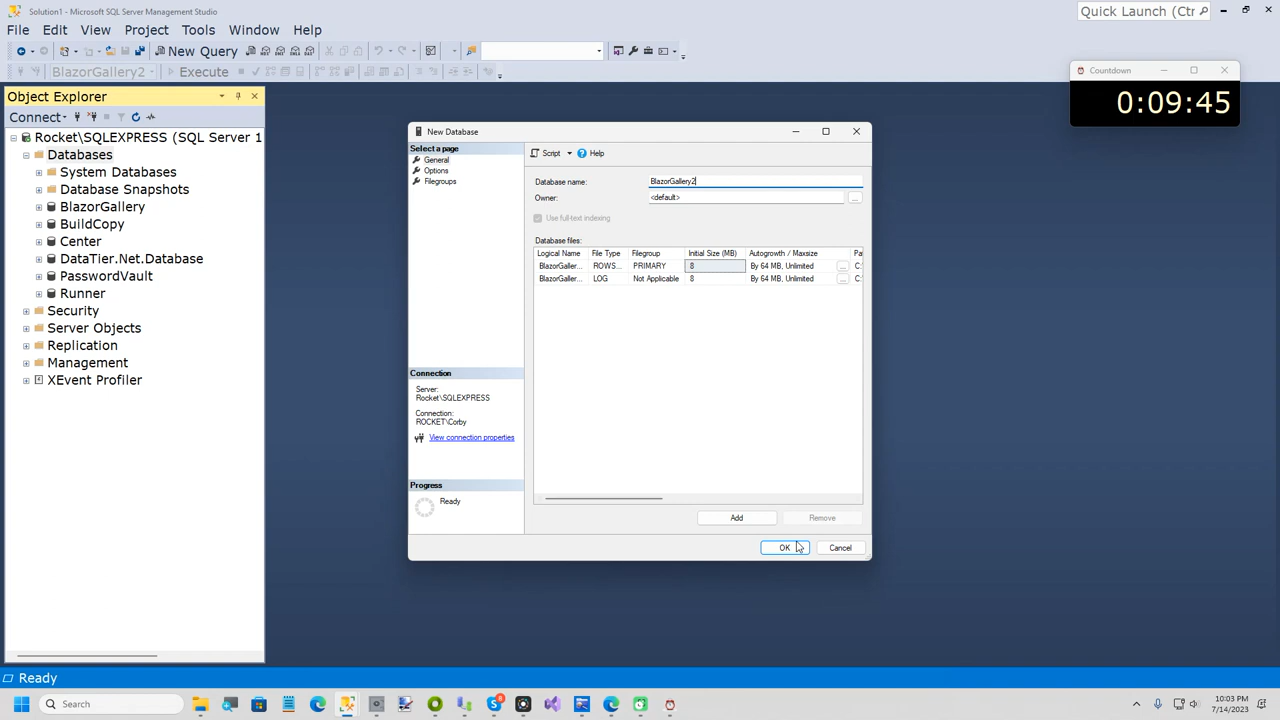 Solution1 - Microsoft SQL Server Management Studio
Quick Launch (Ctr
File Edit View Project Tools Window Help
New Query
BlazorGallery2 Execute
Object Explorer
Connect
Rocket\SQLEXPRESS (SQL Server 1
Databases
System Databases
Database Snapshots
BlazorGallery
BuildCopy
Center
DataTier.Net.Database
PasswordVault
Runner
Security
Server Objects
Replication
Management
XEvent Profiler
Countdown
0:09:45
New Database
Select a page
General
Options
Filegroups
Script Help
Database name: BlazorGallery2
Owner: <default>
...
Use full-text indexing
Database files:
Logical Name File Type Filegroup Initial Size (MB) Autogrowth / Maxsize Pa
BlazorGaller... ROWS... PRIMARY 8 By 64 MB, Unlimited ... C:
BlazorGaller... LOG Not Applicable 8 By 64 MB, Unlimited ... C:
Connection
Server:
Rocket\SQLEXPRESS
Connection:
ROCKET\Corby
View connection properties
Progress
Ready
Add Remove
OK Cancel
Ready
Search
10:03 PM
7/14/2023